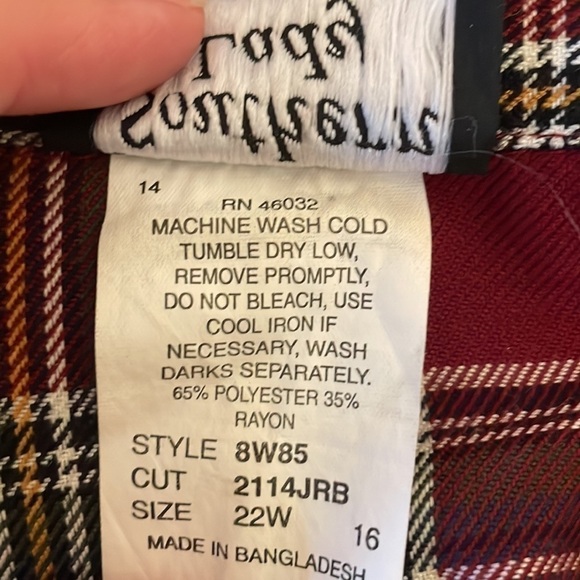 Southern
Lady
14
RN 46032
MACHINE WASH COLD
TUMBLE DRY LOW,
REMOVE PROMPTLY,
DO NOT BLEACH, USE
COOL IRON IF
NECESSARY, WASH
DARKS SEPARATELY.
65% POLYESTER 35%
RAYON
STYLE 8W85
CUT 2114JRB
SIZE 22W
16
MADE IN BANGLADESH